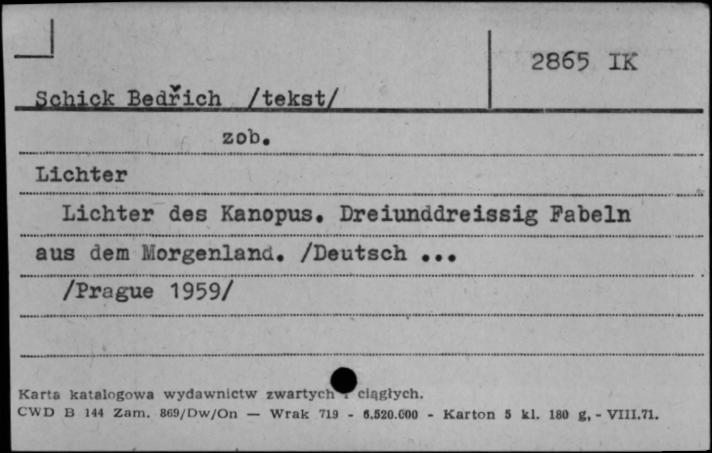 2865 IK
Schick Bedřich /tekst/
zob.
Lichter
Lichter des Kanopus. Dreiunddreissig Fabeln
aus dem Morgenland. /Deutsch ...
/Prague 1959/
Karta katalogowa wydawnictw zwartych i ciągłych.
CWD B 144 Zam. 869/Dw/On — Wrak 719 - 6.520.000 - Karton 5 kl. 180 g, - VIII.71.